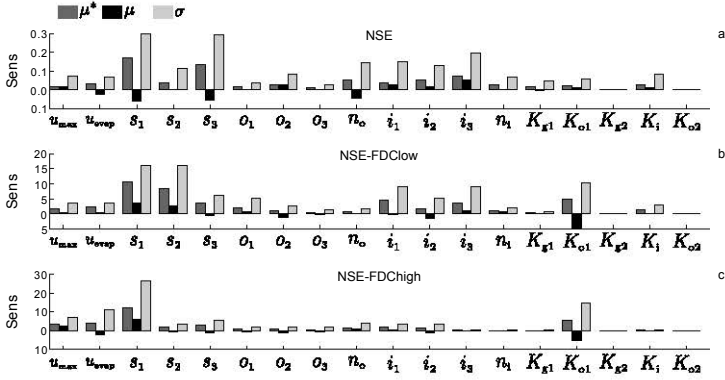 μ* μ σ
NSE a
0.3
0.2
0.1
0.0
0.1
Sens
u_max u_evap s_1 s_2 s_3 o_1 o_2 o_3 n_o i_1 i_2 i_3 n_i K_g1 K_o1 K_g2 K_i K_o2
NSE-FDClow b
20
15
10
5
0
5
Sens
u_max u_evap s_1 s_2 s_3 o_1 o_2 o_3 n_o i_1 i_2 i_3 n_i K_g1 K_o1 K_g2 K_i K_o2
NSE-FDChigh c
30
20
10
0
10
Sens
u_max u_evap s_1 s_2 s_3 o_1 o_2 o_3 n_o i_1 i_2 i_3 n_i K_g1 K_o1 K_g2 K_i K_o2